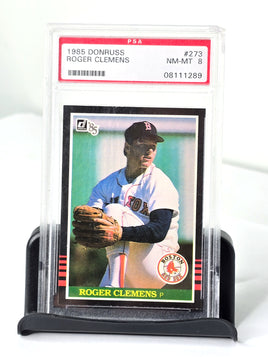 PSA
1985 DONRUSS #273
ROGER CLEMENS NM-MT 8
08111289
'85
BOSTON
RED SOX
ROGER CLEMENS P